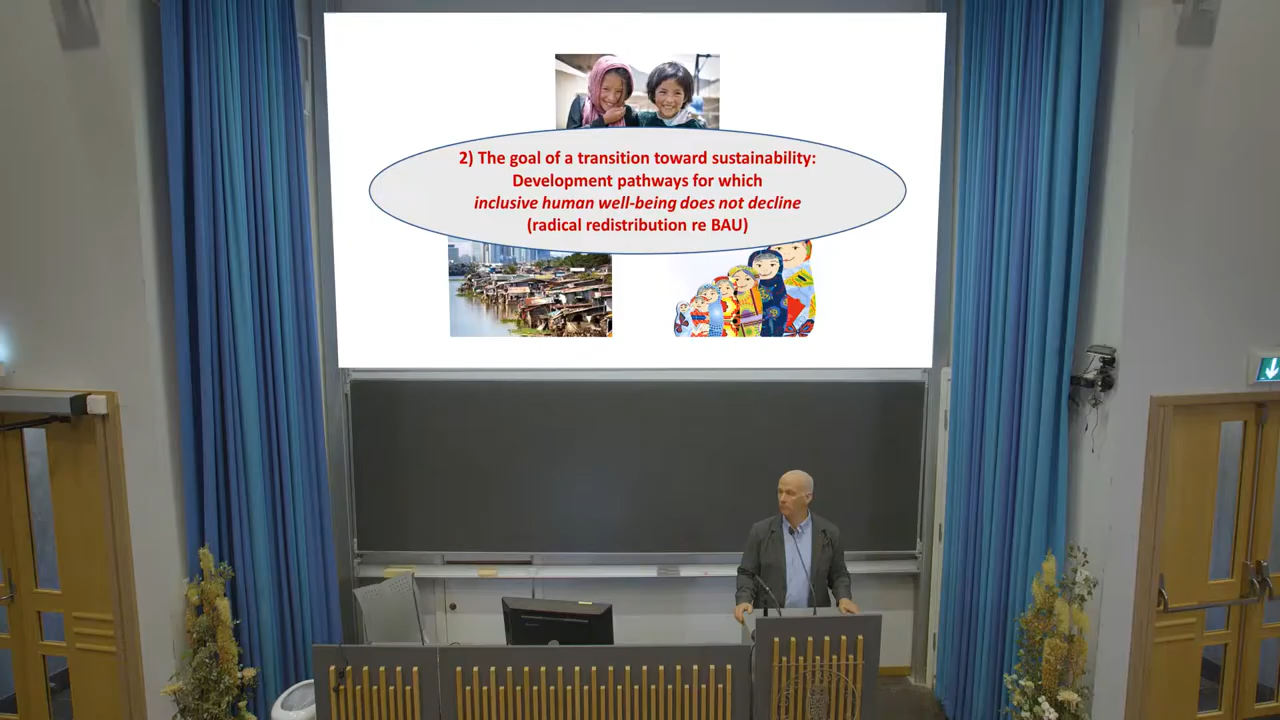 2) The goal of a transition toward sustainability:
Development pathways for which
inclusive human well-being does not decline
(radical redistribution re BAU)